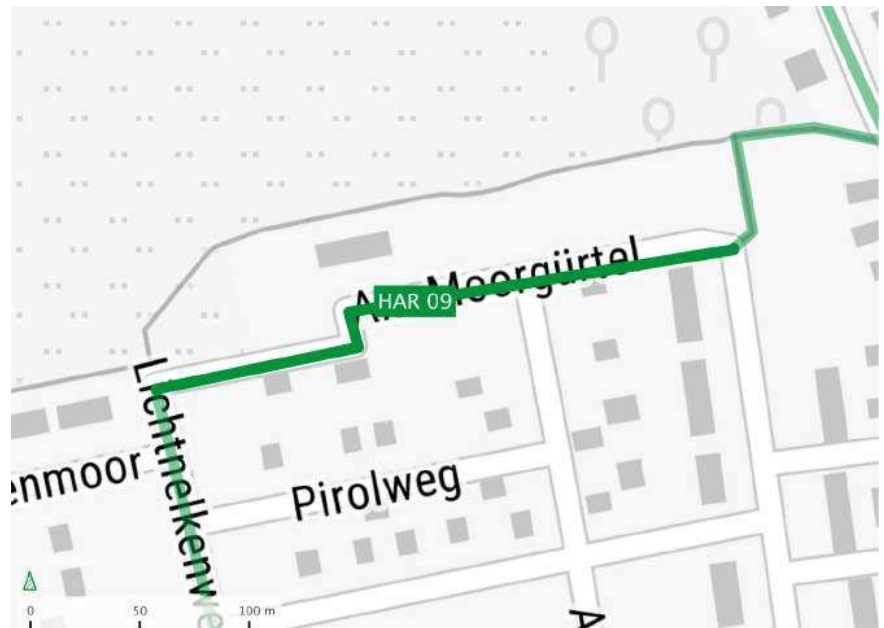 Am Moorgürtel
HAR 09
Lichtnelkenwe
enmoor
Pirolweg
A
0 50 100 m